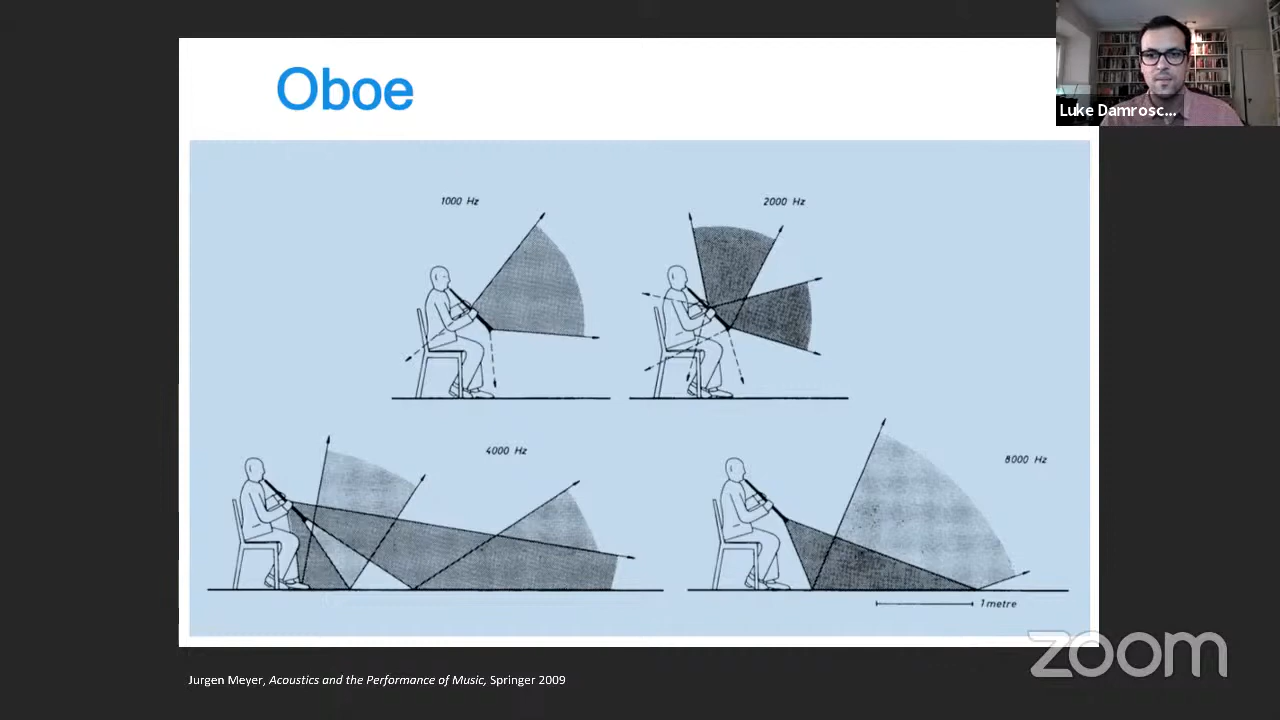 Oboe
Luke Damrosc...
1000 Hz
2000 Hz
4000 Hz
8000 Hz
1 metre
zoom
Jurgen Meyer, Acoustics and the Performance of Music, Springer 2009